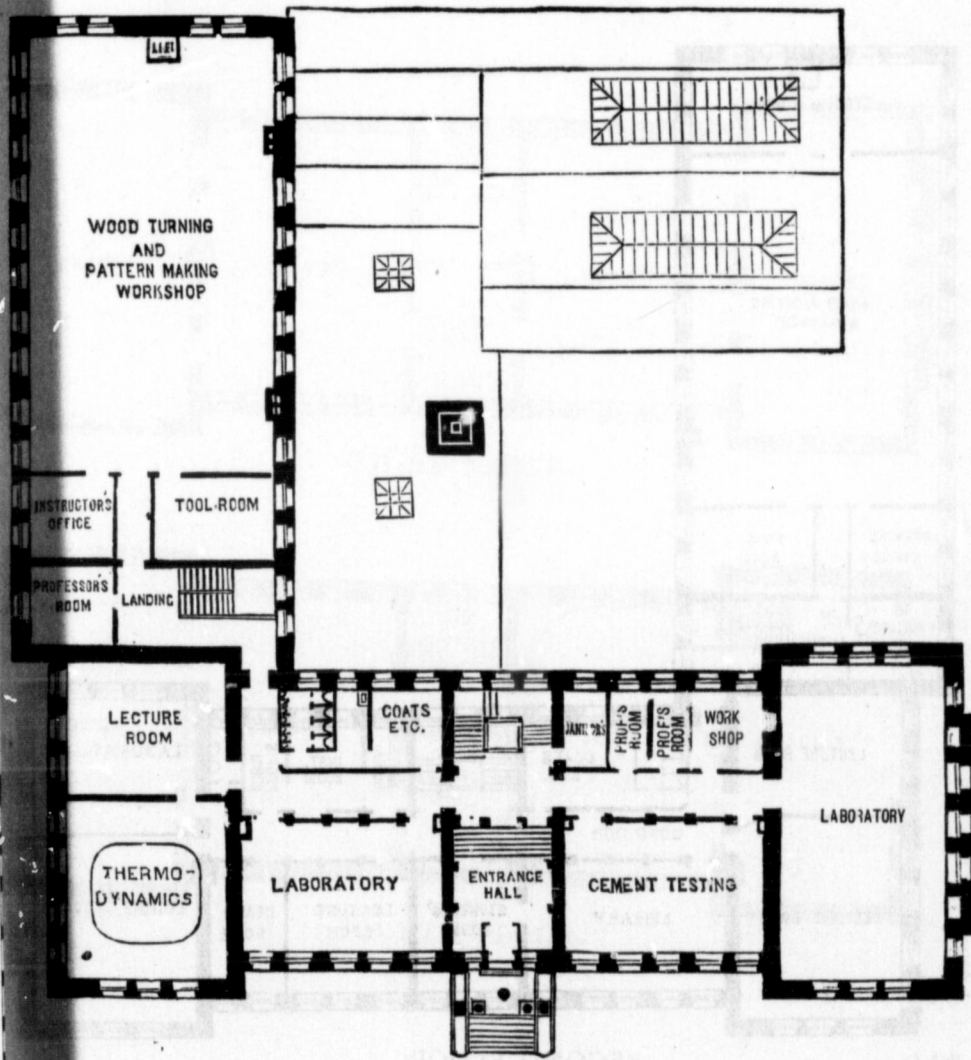 LIFT
WOOD TURNING
AND
PATTERN MAKING
WORKSHOP
INSTRUCTORS
OFFICE
TOOL-ROOM
PROFESSOR'S
ROOM
LANDING
LECTURE
ROOM
COATS
ETC.
PROF'S
ROOM
PROF'S
ROOM
WORK
SHOP
THERMO-
DYNAMICS
LABORATORY
ENTRANCE
HALL
CEMENT TESTING
LABORATORY